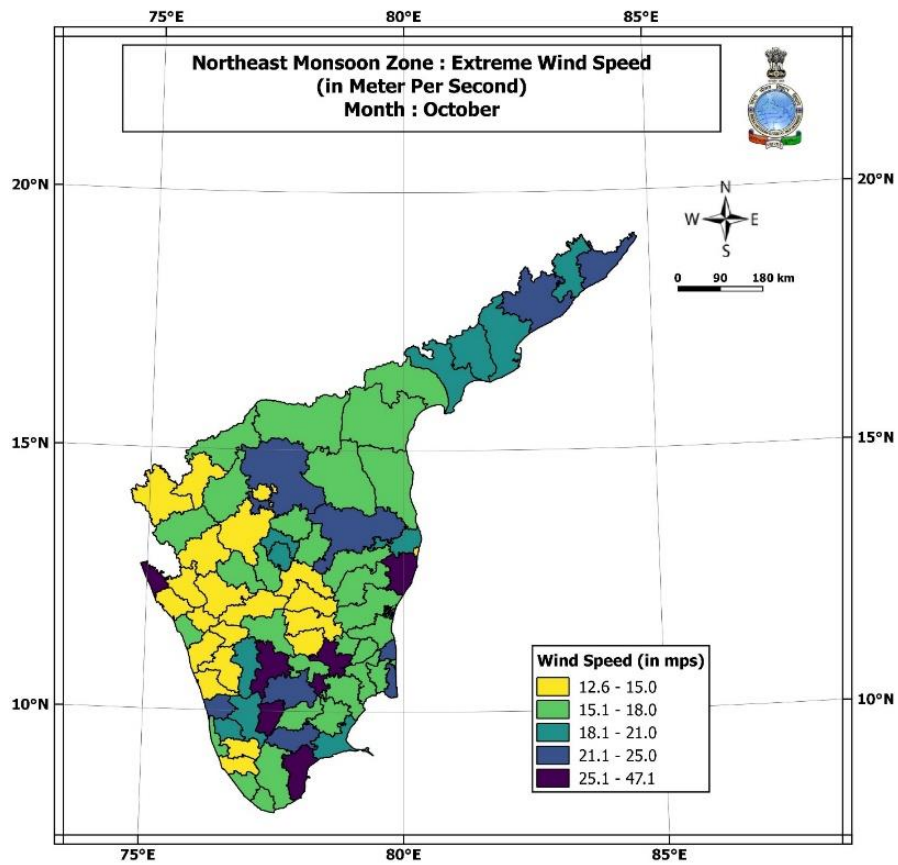 75°E 80°E 85°E
Northeast Monsoon Zone : Extreme Wind Speed
(in Meter Per Second)
Month : October
20°N 20°N
N
W E
S
0 90 180 km
15°N 15°N
Wind Speed (in mps)
12.6 - 15.0
15.1 - 18.0
18.1 - 21.0
21.1 - 25.0
25.1 - 47.1
10°N 10°N
75°E 80°E 85°E